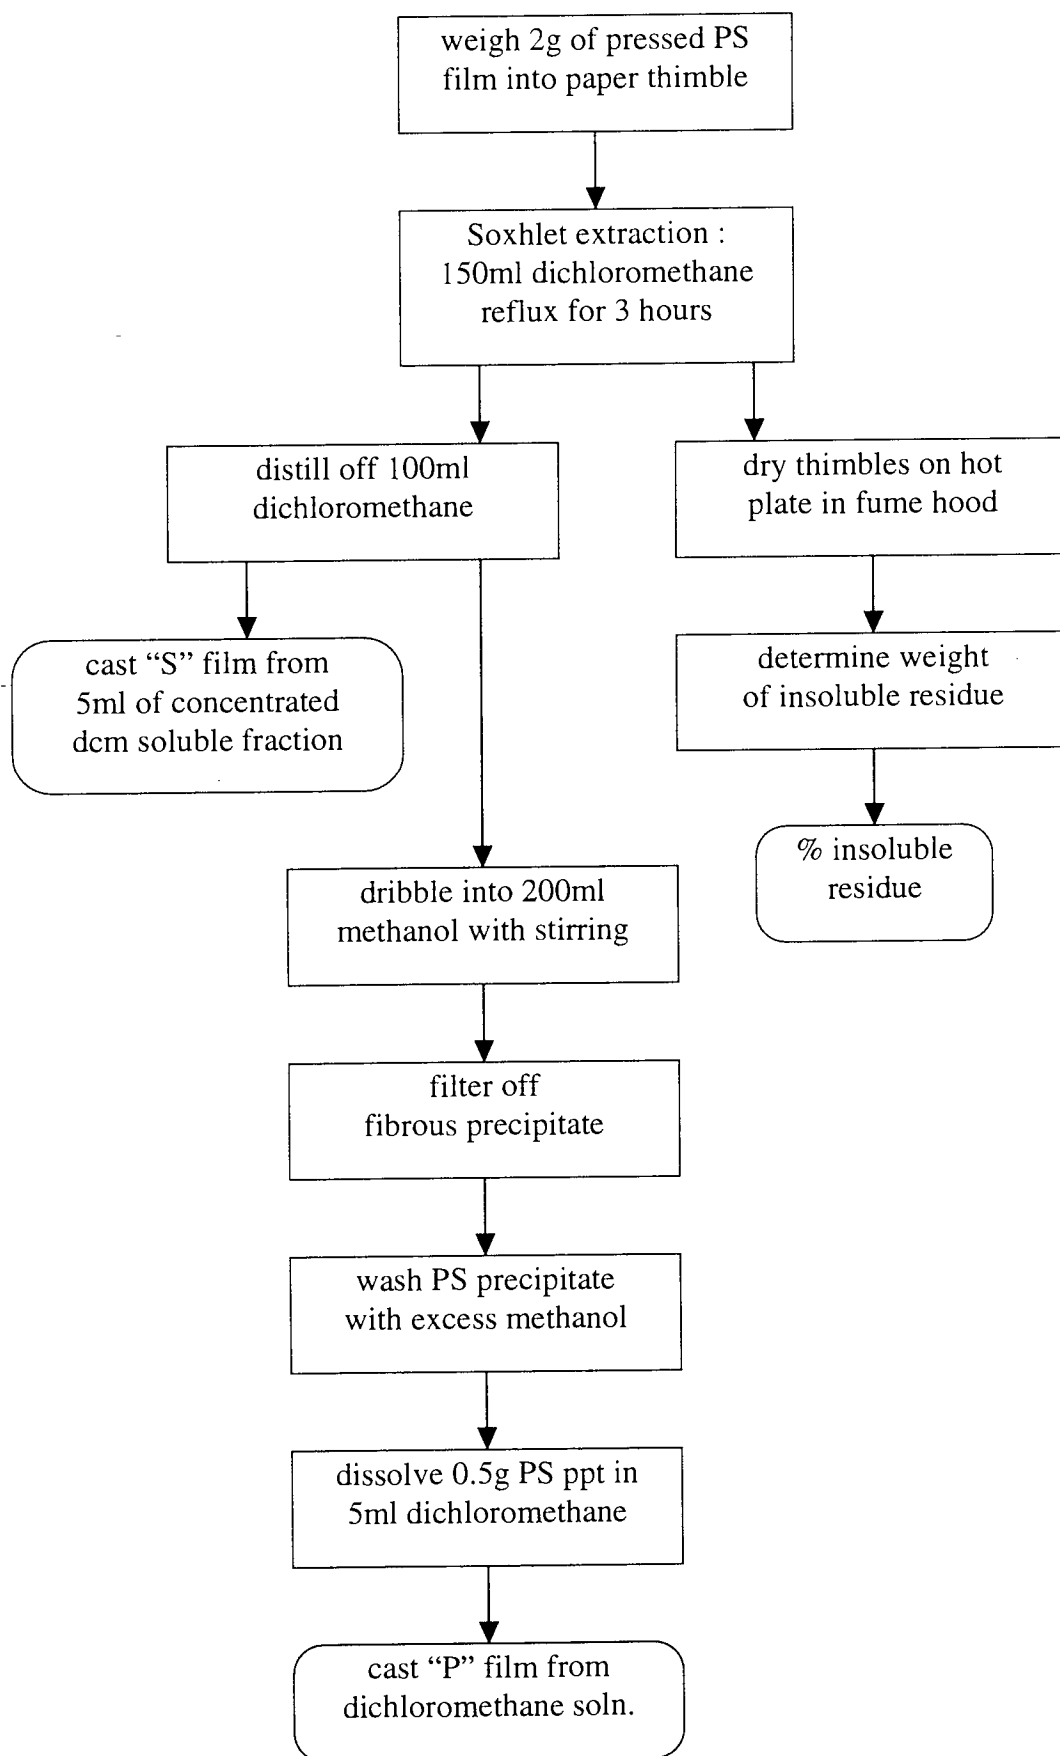 weigh 2g of pressed PS
film into paper thimble
Soxhlet extraction :
150ml dichloromethane
reflux for 3 hours
distill off 100ml
dichloromethane
dry thimbles on hot
plate in fume hood
cast “S” film from
5ml of concentrated
dcm soluble fraction
determine weight
of insoluble residue
% insoluble
residue
dribble into 200ml
methanol with stirring
filter off
fibrous precipitate
wash PS precipitate
with excess methanol
dissolve 0.5g PS ppt in
5ml dichloromethane
cast “P” film from
dichloromethane soln.